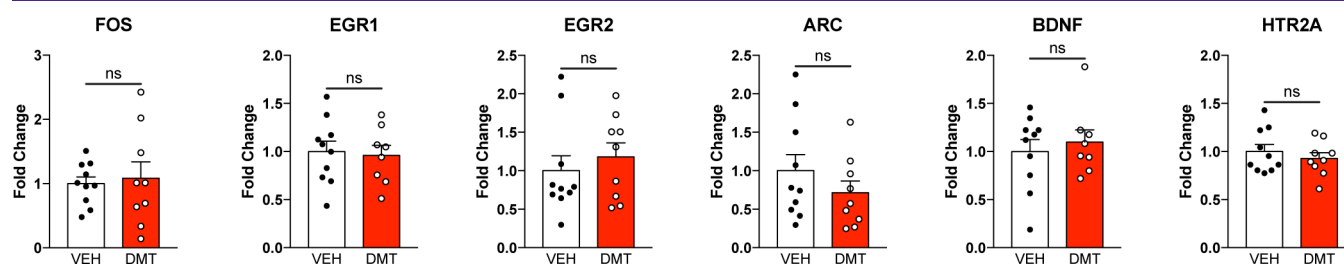 FOS
Fold Change
3
2
1
0
ns
VEH DMT
EGR1
Fold Change
2.0
1.5
1.0
0.5
0.0
ns
VEH DMT
EGR2
Fold Change
2.5
2.0
1.5
1.0
0.5
0.0
ns
VEH DMT
ARC
Fold Change
2.5
2.0
1.5
1.0
0.5
0.0
ns
VEH DMT
BDNF
Fold Change
2.0
1.5
1.0
0.5
0.0
ns
VEH DMT
HTR2A
Fold Change
2.0
1.5
1.0
0.5
0.0
ns
VEH DMT